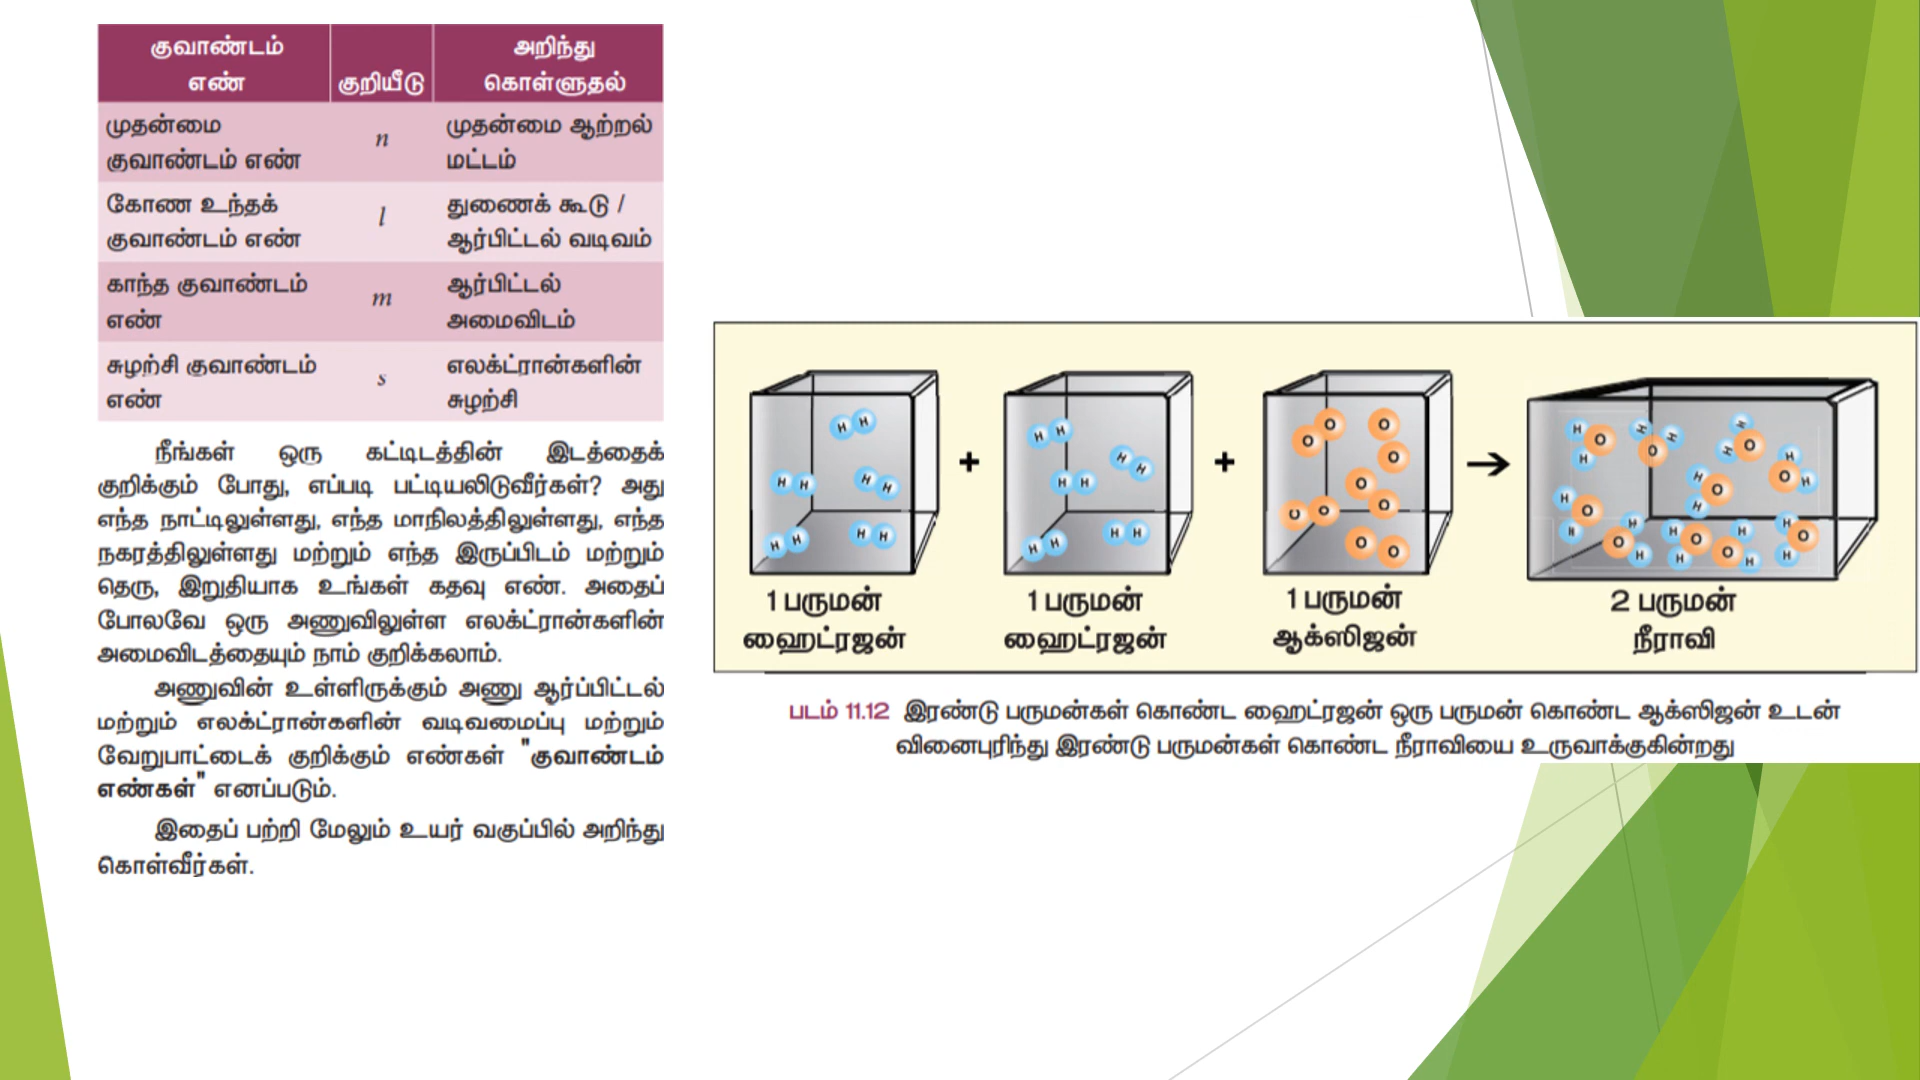 குவாண்டம் எண்
குறியீடு
அறிந்து கொள்ளுதல்
முதன்மை குவாண்டம் எண்
n
முதன்மை ஆற்றல் மட்டம்
கோண உந்தக் குவாண்டம் எண்
l
துணைக் கூடு / ஆர்பிட்டல் வடிவம்
காந்த குவாண்டம் எண்
m
ஆர்பிட்டல் அமைவிடம்
சுழற்சி குவாண்டம் எண்
s
எலக்ட்ரான்களின் சுழற்சி
நீங்கள் ஒரு கட்டிடத்தின் இடத்தைக்
குறிக்கும் போது, எப்படி பட்டியலிடுவீர்கள்? அது
எந்த நாட்டிலுள்ளது, எந்த மாநிலத்திலுள்ளது, எந்த
நகரத்திலுள்ளது மற்றும் எந்த இருப்பிடம் மற்றும்
தெரு, இறுதியாக உங்கள் கதவு எண். அதைப்
போலவே ஒரு அணுவிலுள்ள எலக்ட்ரான்களின்
அமைவிடத்தையும் நாம் குறிக்கலாம்.
அணுவின் உள்ளிருக்கும் அணு ஆர்ப்பிட்டல்
மற்றும் எலக்ட்ரான்களின் வடிவமைப்பு மற்றும்
வேறுபாட்டைக் குறிக்கும் எண்கள் "குவாண்டம்
எண்கள்" எனப்படும்.
இதைப் பற்றி மேலும் உயர் வகுப்பில் அறிந்து
கொள்வீர்கள்.
+ + →
1 பருமன் ஹைட்ரஜன்
1 பருமன் ஹைட்ரஜன்
1 பருமன் ஆக்ஸிஜன்
2 பருமன் நீராவி
படம் 11.12 இரண்டு பருமன்கள் கொண்ட ஹைட்ரஜன் ஒரு பருமன் கொண்ட ஆக்ஸிஜன் உடன்
வினைபுரிந்து இரண்டு பருமன்கள் கொண்ட நீராவியை உருவாக்குகின்றது